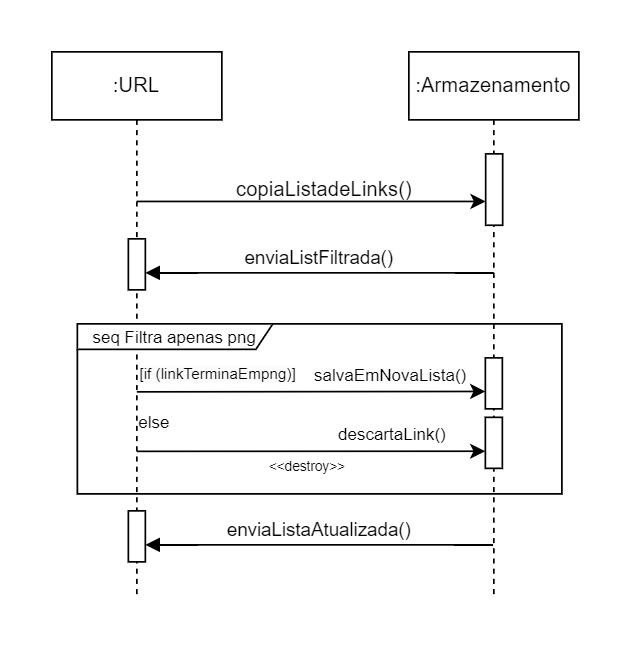 :URL
:Armazenamento
copiaListadeLinks()
enviaListFiltrada()
seq Filtra apenas png
[if (linkTerminaEmpng)] salvaEmNovaLista()
else
descartaLink()
<<destroy>>
enviaListaAtualizada()